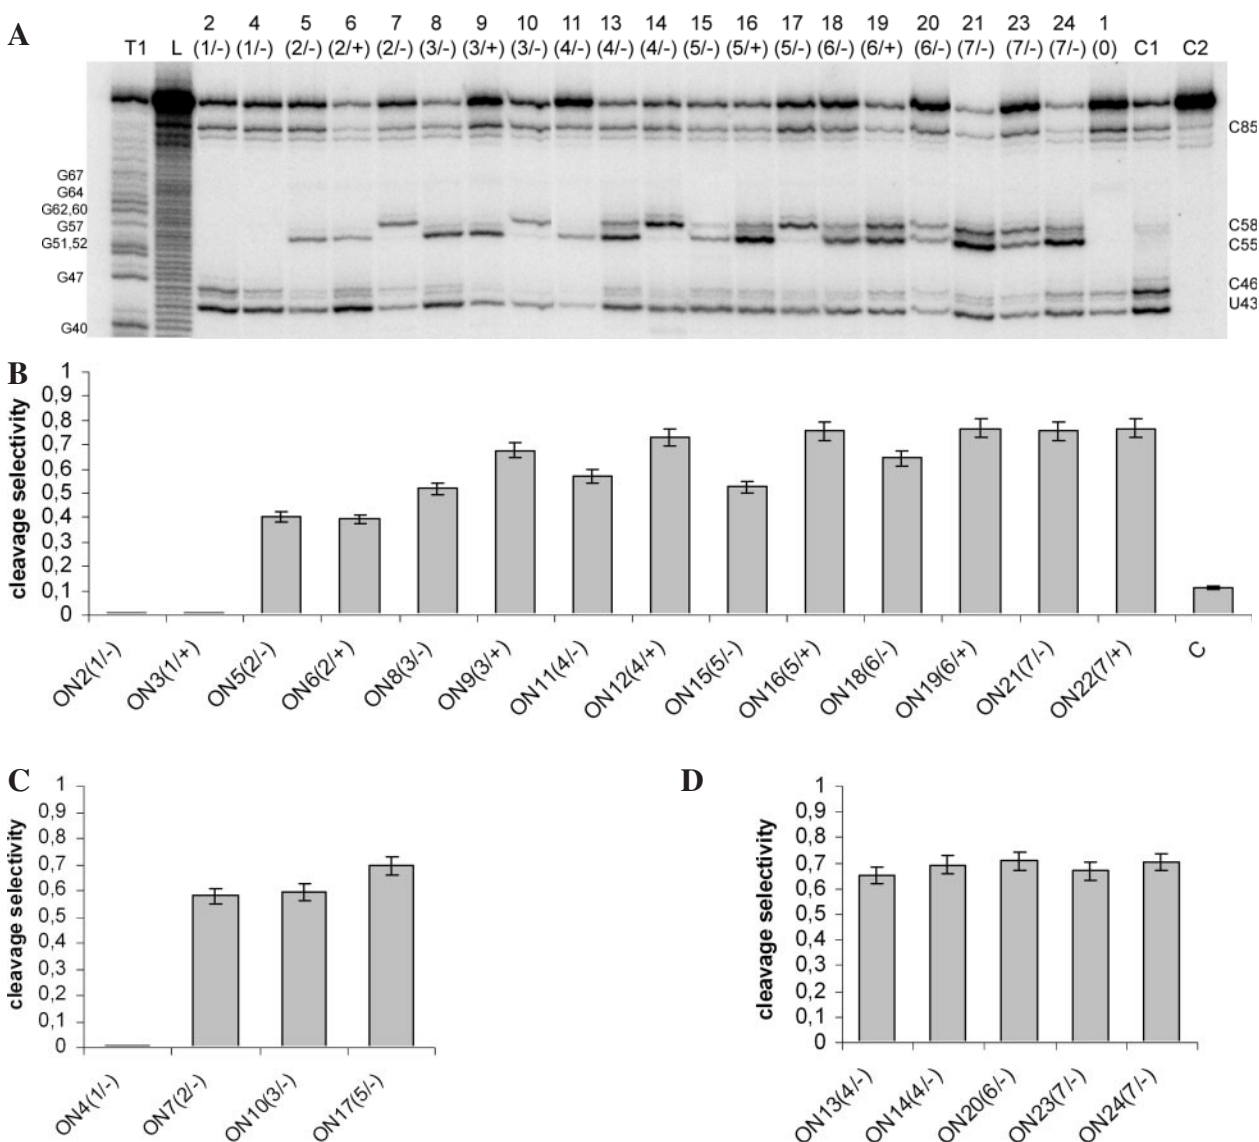 A
2 4 5 6 7 8 9 10 11 13 14 15 16 17 18 19 20 21 23 24 1
T1 L (1/-) (1/-) (2/-) (2/+) (2/-) (3/-) (3/+) (3/-) (4/-) (4/-) (4/-) (5/-) (5/+) (5/-) (6/-) (6/+) (6/-) (7/-) (7/-) (7/-) (0) C1 C2
C85
G67
G64
G62,60
G57 C58
G51,52 C55
G47 C46
U43
G40
B
cleavage selectivity
1
0,9
0,8
0,7
0,6
0,5
0,4
0,3
0,2
0,1
0
ON2(1/-) ON3(1/+) ON5(2/-) ON6(2/+) ON8(3/-) ON9(3/+) ON11(4/-) ON12(4/+) ON15(5/-) ON16(5/+) ON18(6/-) ON19(6/+) ON21(7/-) ON22(7/+) C
C
cleavage selectivity
1
0,9
0,8
0,7
0,6
0,5
0,4
0,3
0,2
0,1
0
ON4(1/-) ON7(2/-) ON10(3/-) ON17(5/-)
D
cleavage selectivity
1
0,9
0,8
0,7
0,6
0,5
0,4
0,3
0,2
0,1
0
ON13(4/-) ON14(4/-) ON20(6/-) ON23(7/-) ON24(7/-)